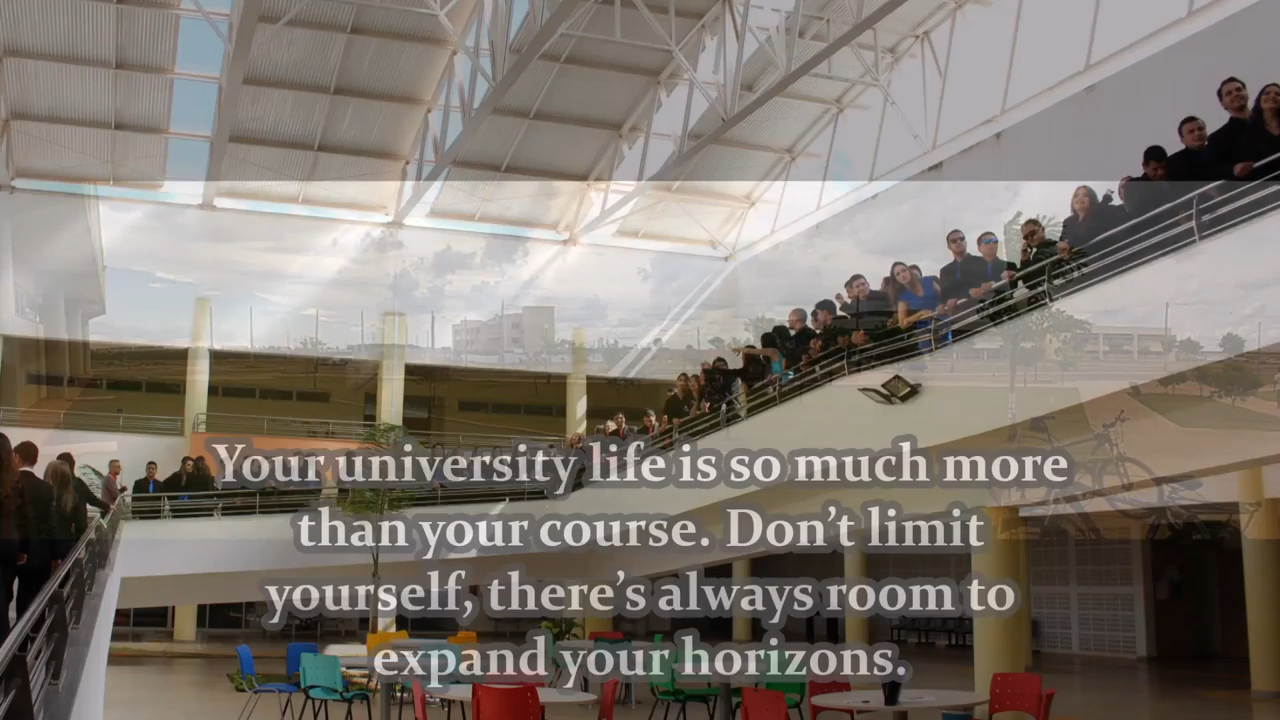 Your university life is so much more
than your course. Don’t limit
yourself, there’s always room to
expand your horizons.